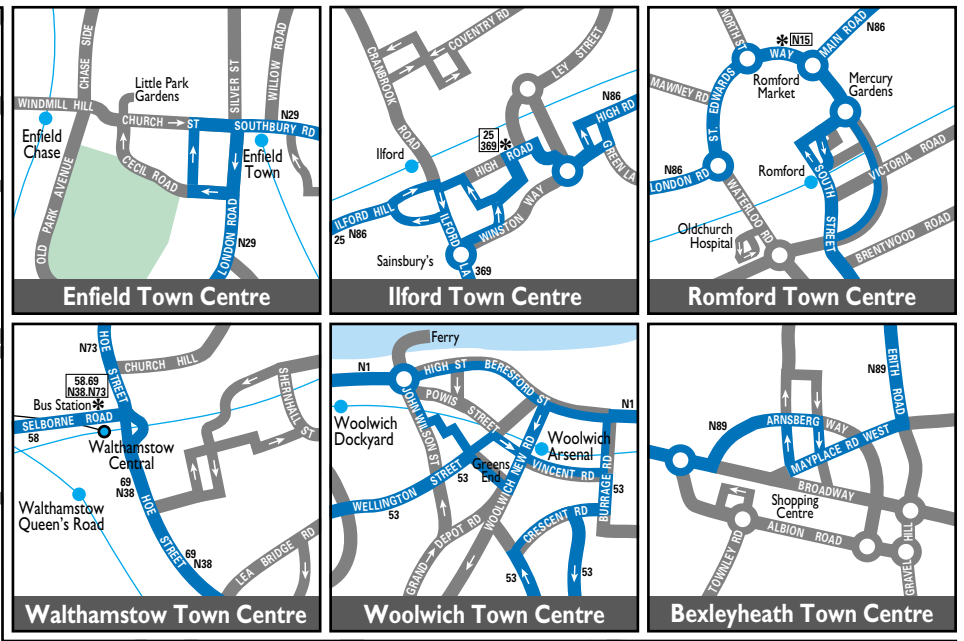 CHASE SIDE
SILVER ST
WILLOW ROAD
Little Park
Gardens
WINDMILL HILL
CHURCH
ST
N29
SOUTHBURY RD
Enfield
Chase
Enfield
Town
CECIL ROAD
OLD PARK AVENUE
LONDON ROAD
N29
Enfield Town Centre
COVENTRY RD
CRANBROOK
ROAD
LEY STREET
N86
HIGH RD
25
369
*
Ilford
HIGH ROAD
GREEN LA
ILFORD HILL
25
N86
ILFORD LA
WINSTON WAY
Sainsbury's
369
Ilford Town Centre
NORTH ST
* N15
N86
MAIN ROAD
WAY
ST. EDWARDS
Romford
Market
Mercury
Gardens
MAWNEY RD
VICTORIA ROAD
Romford
N86
LONDON RD
SOUTH
STREET
WATERLOO RD
Oldchurch
Hospital
BRENTWOOD ROAD
Romford Town Centre
HOE
STREET
N73
CHURCH HILL
58.69
N38.N73
Bus Station *
SHERNHALL ST
SELBORNE ROAD
58
Walthamstow
Central
69
N38
HOE
STREET
Walthamstow
Queen's Road
69
N38
LEA BRIDGE RD
Walthamstow Town Centre
Ferry
N1
HIGH ST
BERESFORD ST
N1
POWIS
STREET
JOHN WILSON ST
Woolwich
Dockyard
Woolwich
Arsenal
Greens
End
VINCENT RD
WELLINGTON STREET
53
53
WOOLWICH NEW RD
BURRAGE RD
53
53
CRESCENT RD
GRAND DEPOT RD
53
53
Woolwich Town Centre
N89
ERITH ROAD
N89
ARNSBERG WAY
MAYPLACE RD WEST
BROADWAY
Shopping
Centre
ALBION ROAD
TOWNLEY RD
GRAVEL HILL
Bexleyheath Town Centre